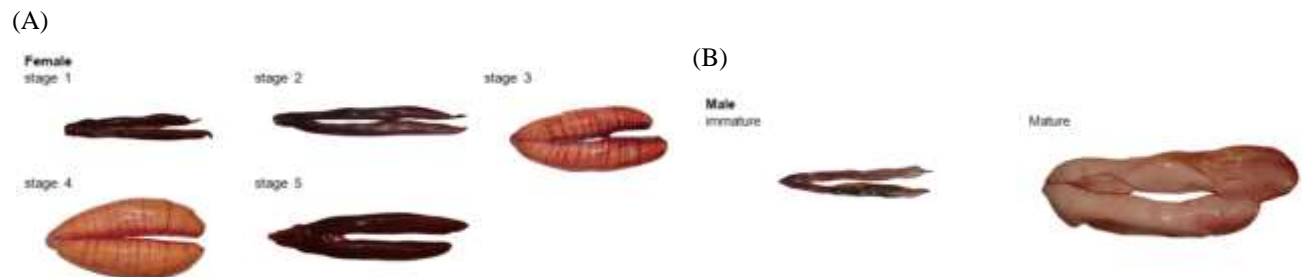 (A)
Female
stage 1
stage 2
stage 3
stage 4
stage 5
(B)
Male
immature
Mature